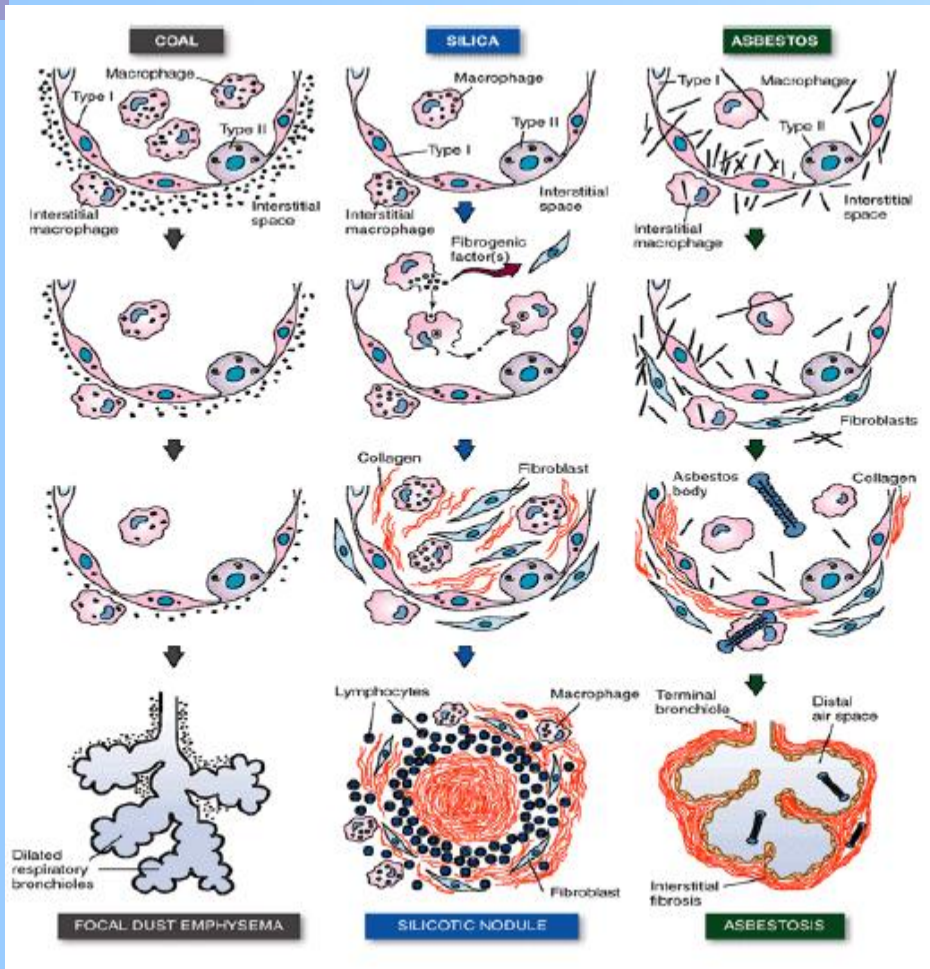 COAL
Macrophage
Type I
Type II
Interstitial
macrophage
Interstitial
space
Dilated
respiratory
bronchioles
FOCAL DUST EMPHYSEMA
SILICA
Macrophage
Type II
Type I
Interstitial
space
Interstitial
macrophage
Fibrogenic
factor(s)
Collagen
Fibroblast
Lymphocytes
Macrophage
Fibroblast
SILICOTIC NODULE
ASBESTOS
Type I
Macrophage
Type II
Interstitial
space
Interstitial
macrophage
Fibroblasts
Asbestos
body
Collagen
Terminal
bronchiole
Distal
air space
Interstitial
fibrosis
ASBESTOSIS